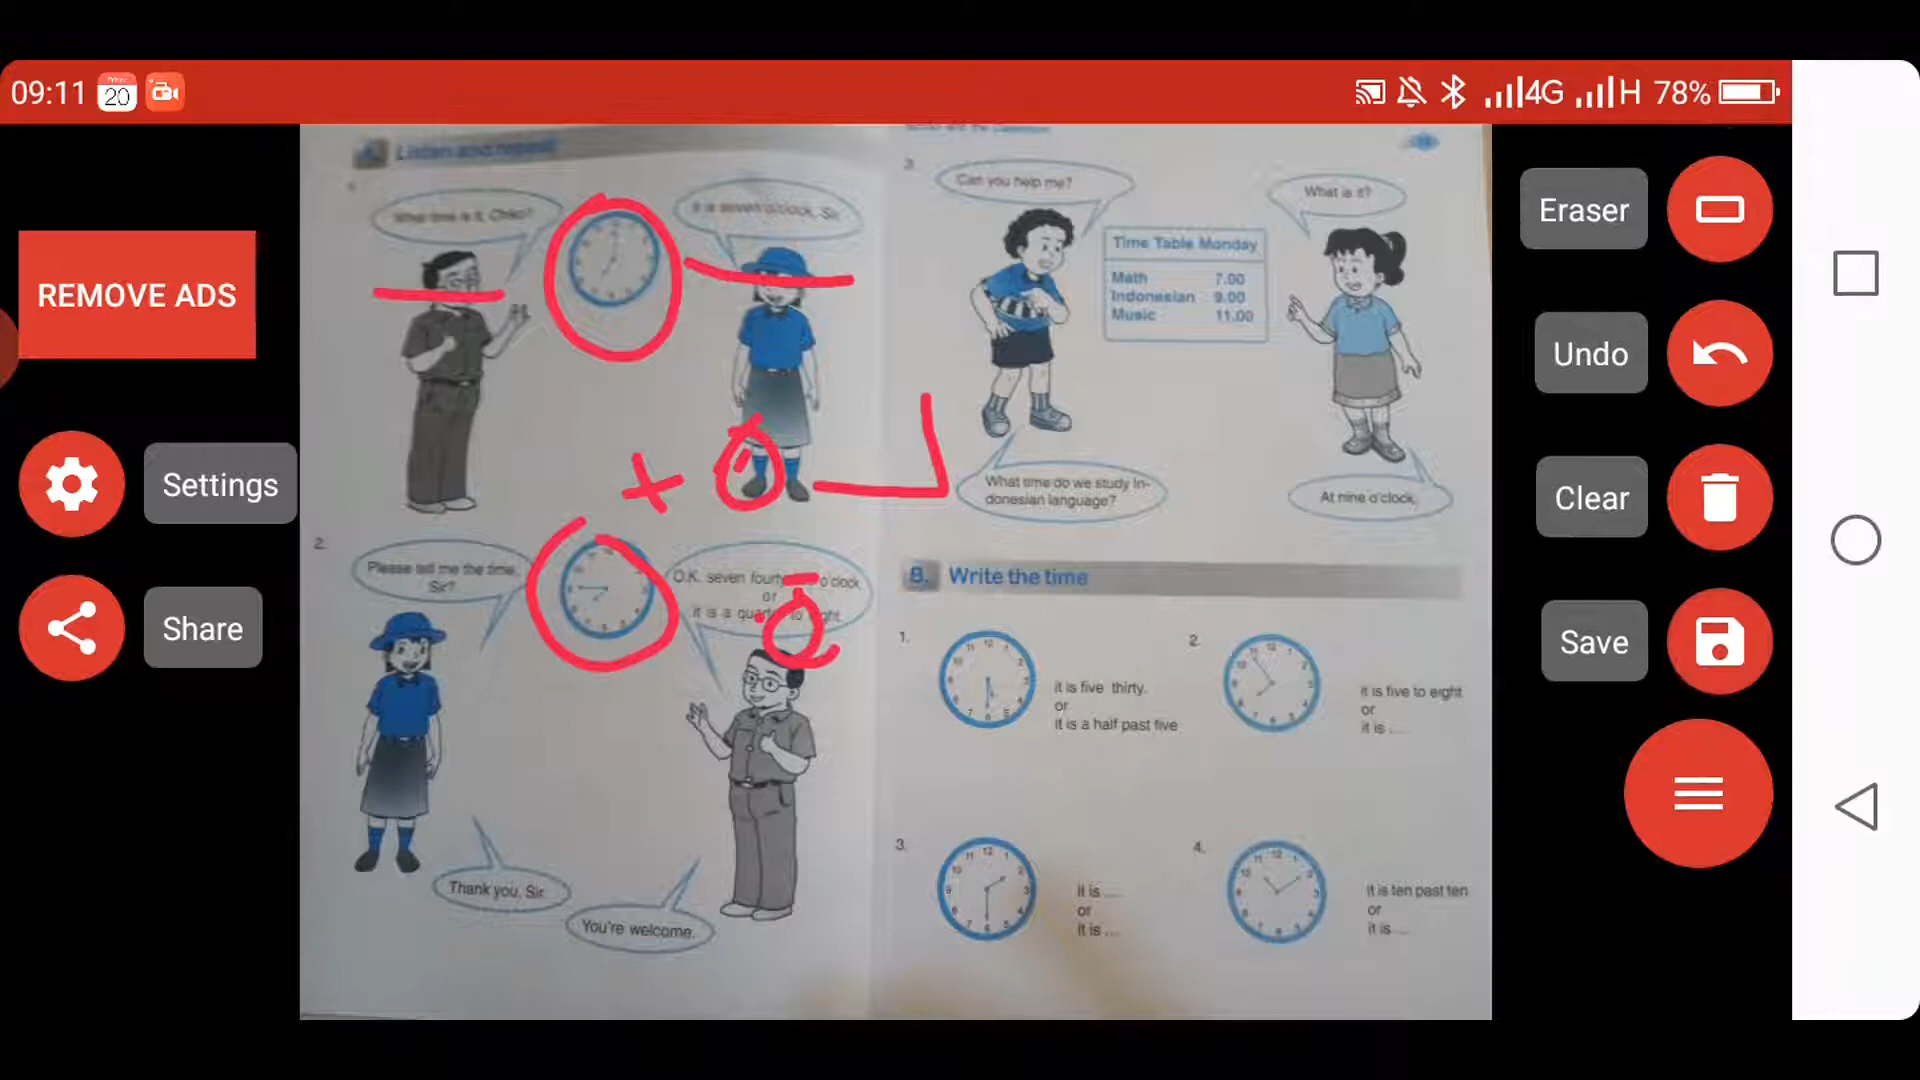 09:11
20
4G
H
78%
REMOVE ADS
Settings
Share
Eraser
Undo
Clear
Save
Listen and repeat
1.
What time is it, Chiko?
It is seven o'clock, Sir.
2.
Please tell me the time,
Sir?
O.K. seven fourty o'clock
or
it is a quarter to
Thank you, Sir.
You're welcome.
3.
Can you help me?
What is it?
Time Table Monday
Math 7.00
Indonesian 9.00
Music 11.00
What time do we study In-
donesian language?
At nine o'clock.
B. Write the time
1.
it is five thirty.
or
it is a half past five
2.
it is five to eight
or
it is ....
3.
it is ....
or
it is ....
4.
it is ten past ten
or
it is ....